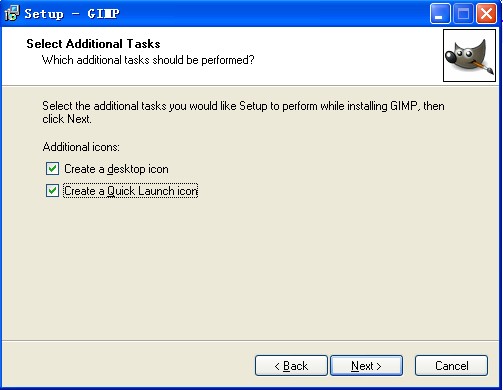 Setup - GIMP
Select Additional Tasks
Which additional tasks should be performed?
Select the additional tasks you would like Setup to perform while installing GIMP, then
click Next.
Additional icons:
Create a desktop icon
Create a Quick Launch icon
< Back
Next >
Cancel